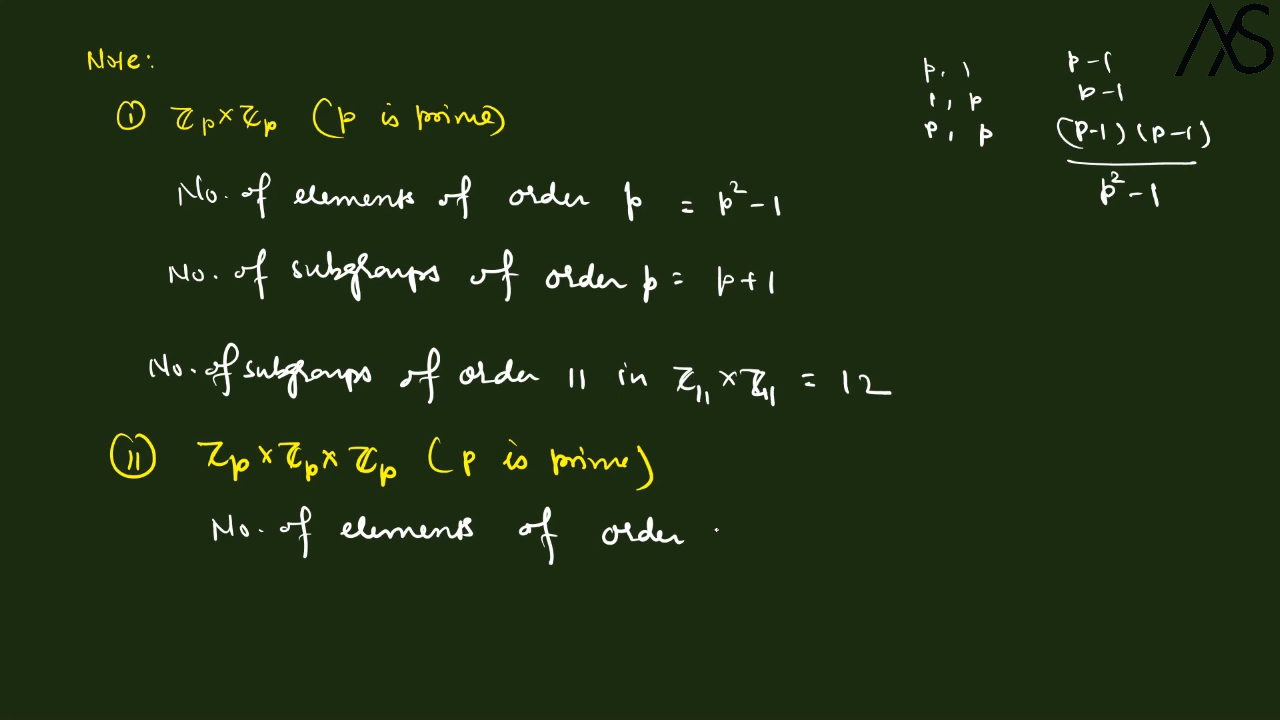 Note:
(i) ℤp × ℤp (p is prime)
No. of elements of order p = p² - 1
No. of subgroups of order p = p + 1
No. of subgroups of order 11 in ℤ11 × ℤ11 = 12
(ii) ℤp × ℤp × ℤp (p is prime)
No. of elements of order
p, 1 p - 1
1, p p - 1
p, p (p-1) (p-1)
p² - 1
AS